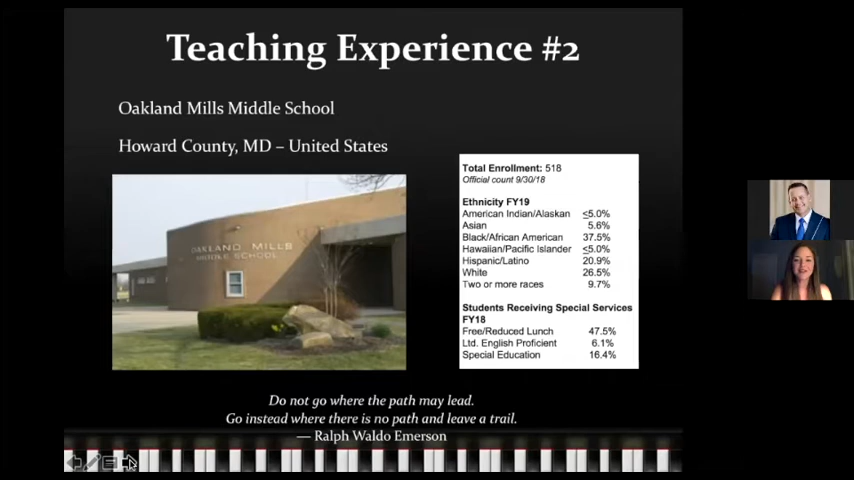 Teaching Experience #2
Oakland Mills Middle School
Howard County, MD – United States
OAKLAND MILLS
MIDDLE SCHOOL
Total Enrollment: 518
Official count 9/30/18
Ethnicity FY19
American Indian/Alaskan ≤5.0%
Asian 5.6%
Black/African American 37.5%
Hawaiian/Pacific Islander ≤5.0%
Hispanic/Latino 20.9%
White 26.5%
Two or more races 9.7%
Students Receiving Special Services
FY18
Free/Reduced Lunch 47.5%
Ltd. English Proficient 6.1%
Special Education 16.4%
Do not go where the path may lead.
Go instead where there is no path and leave a trail.
— Ralph Waldo Emerson